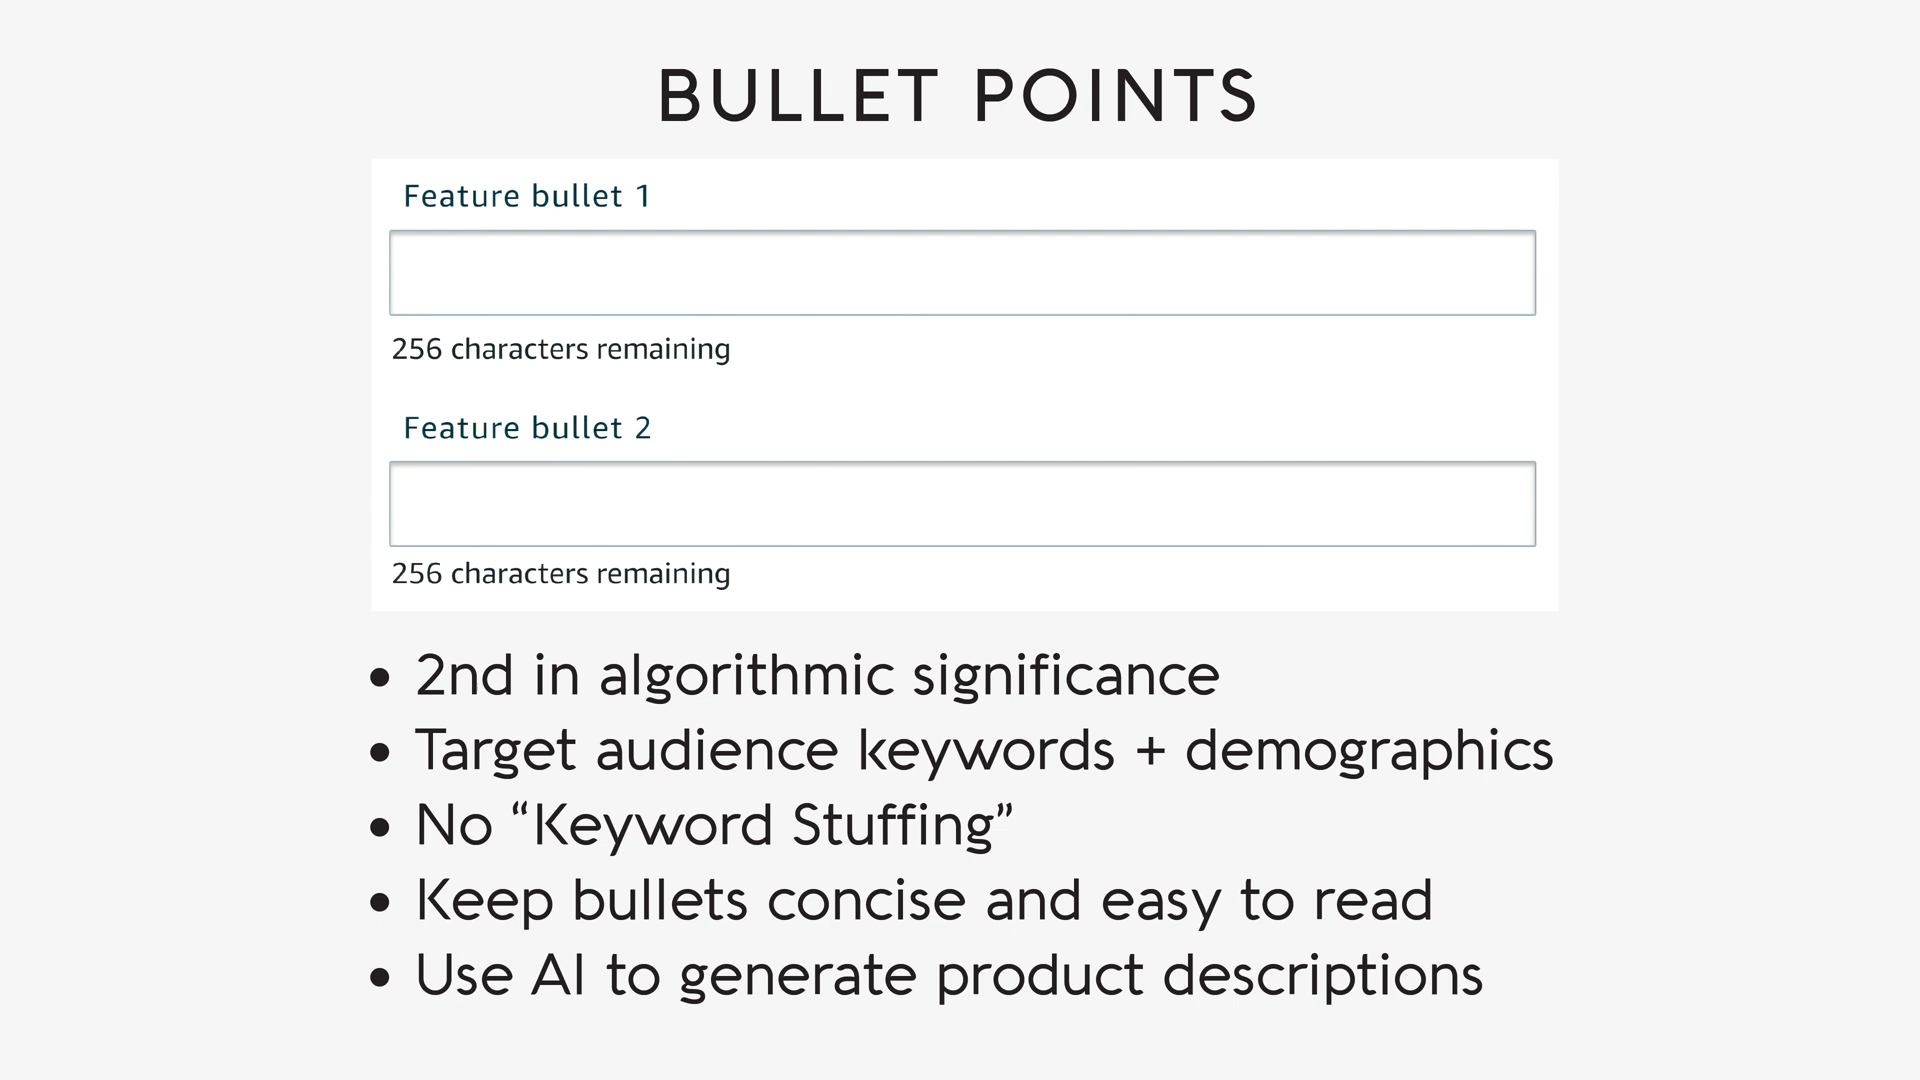 BULLET POINTS
Feature bullet 1
256 characters remaining
Feature bullet 2
256 characters remaining
• 2nd in algorithmic significance
• Target audience keywords + demographics
• No “Keyword Stuffing”
• Keep bullets concise and easy to read
• Use AI to generate product descriptions